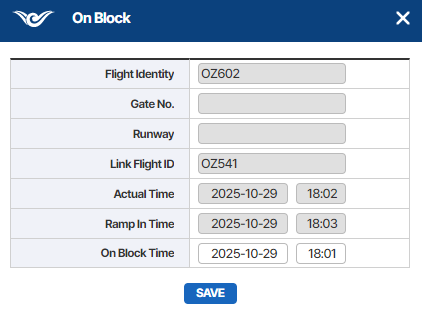 On Block
Flight Identity OZ602
Gate No.
Runway
Link Flight ID OZ541
Actual Time 2025-10-29 18:02
Ramp In Time 2025-10-29 18:03
On Block Time 2025-10-29 18:01
SAVE